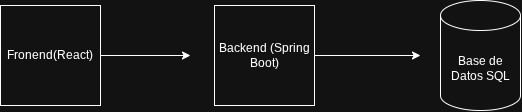 Fronend(React)
Backend (Spring
Boot)
Base de
Datos SQL